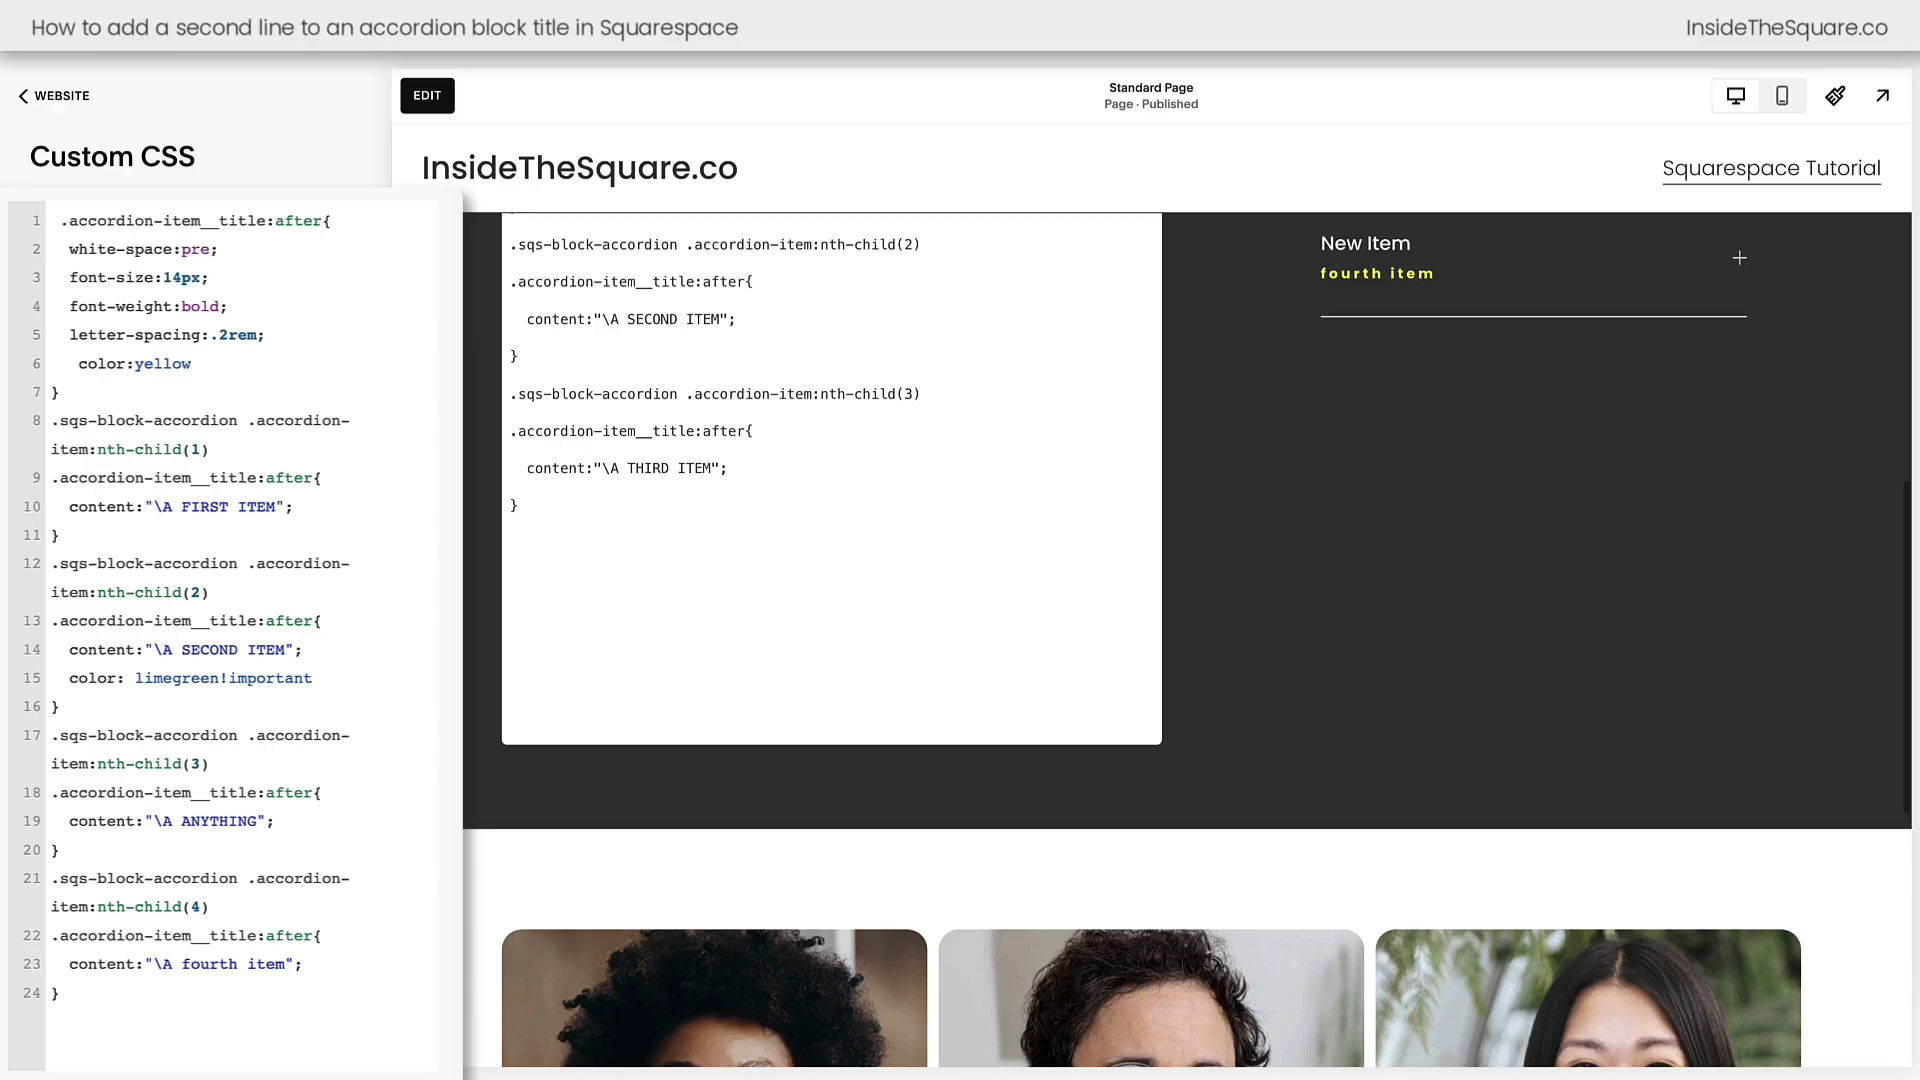 How to add a second line to an accordion block title in Squarespace
InsideTheSquare.co
WEBSITE
EDIT
Standard Page
Page · Published
Custom CSS
InsideTheSquare.co
Squarespace Tutorial
1 .accordion-item__title:after{
2 white-space:pre;
3 font-size:14px;
4 font-weight:bold;
5 letter-spacing:.2rem;
6 color:yellow
7 }
8 .sqs-block-accordion .accordion-
item:nth-child(1)
9 .accordion-item__title:after{
10 content:"\A FIRST ITEM";
11 }
12 .sqs-block-accordion .accordion-
item:nth-child(2)
13 .accordion-item__title:after{
14 content:"\A SECOND ITEM";
15 color: limegreen!important
16 }
17 .sqs-block-accordion .accordion-
item:nth-child(3)
18 .accordion-item__title:after{
19 content:"\A ANYTHING";
20 }
21 .sqs-block-accordion .accordion-
item:nth-child(4)
22 .accordion-item__title:after{
23 content:"\A fourth item";
24 }
.sqs-block-accordion .accordion-item:nth-child(2)
.accordion-item__title:after{
content:"\A SECOND ITEM";
}
.sqs-block-accordion .accordion-item:nth-child(3)
.accordion-item__title:after{
content:"\A THIRD ITEM";
}
New Item
fourth item